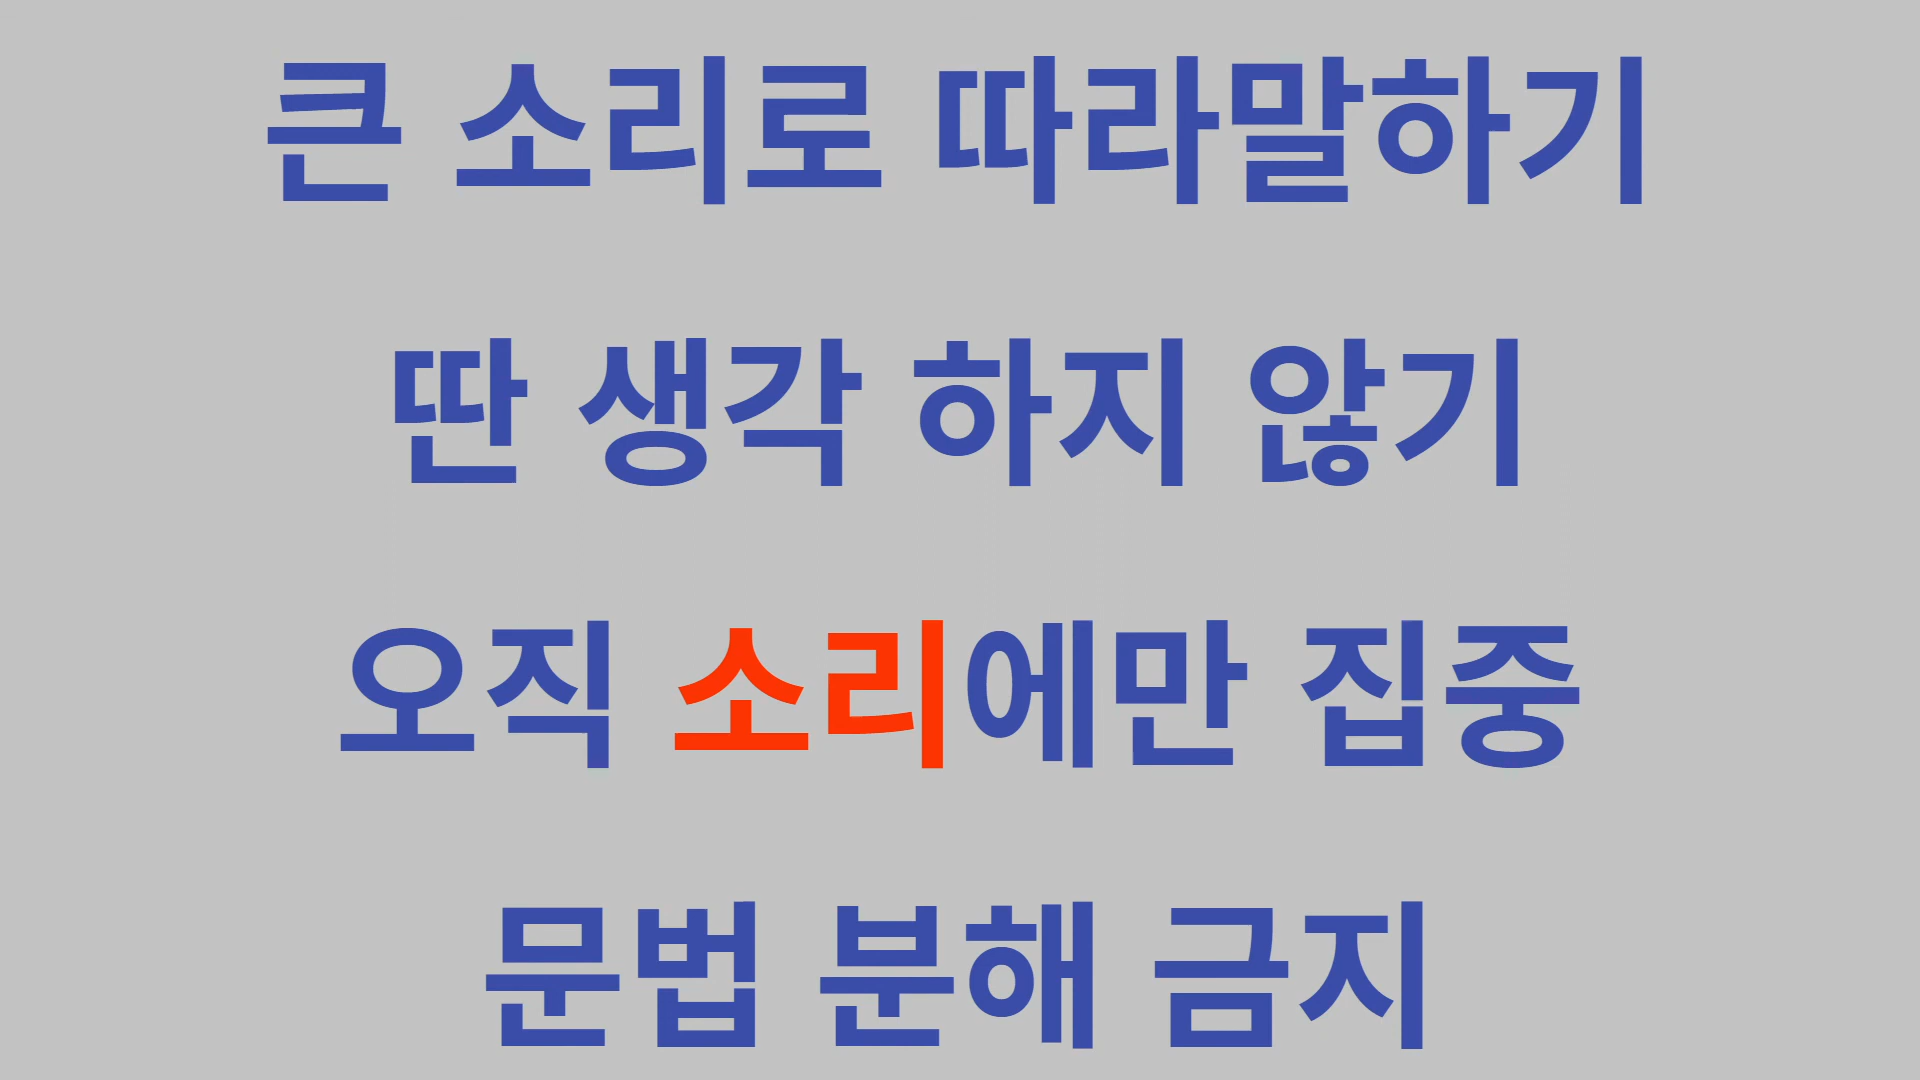 큰 소리로 따라말하기
딴 생각 하지 않기
오직 소리에만 집중
문법 분해 금지